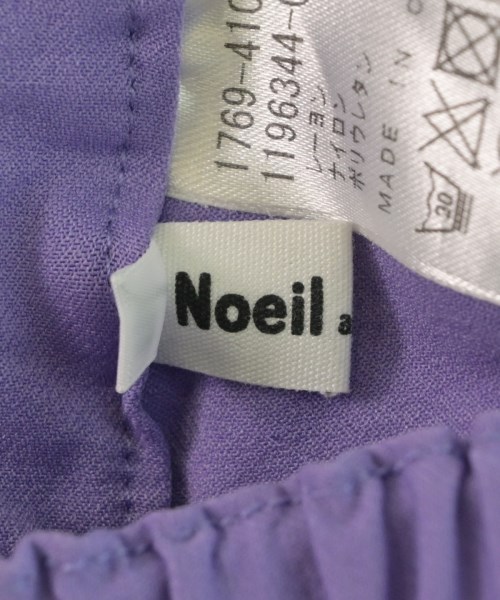 1769-410
1196344-0
レーヨン
ナイロン
ポリウレタン
MADE IN C
30
Noeil a